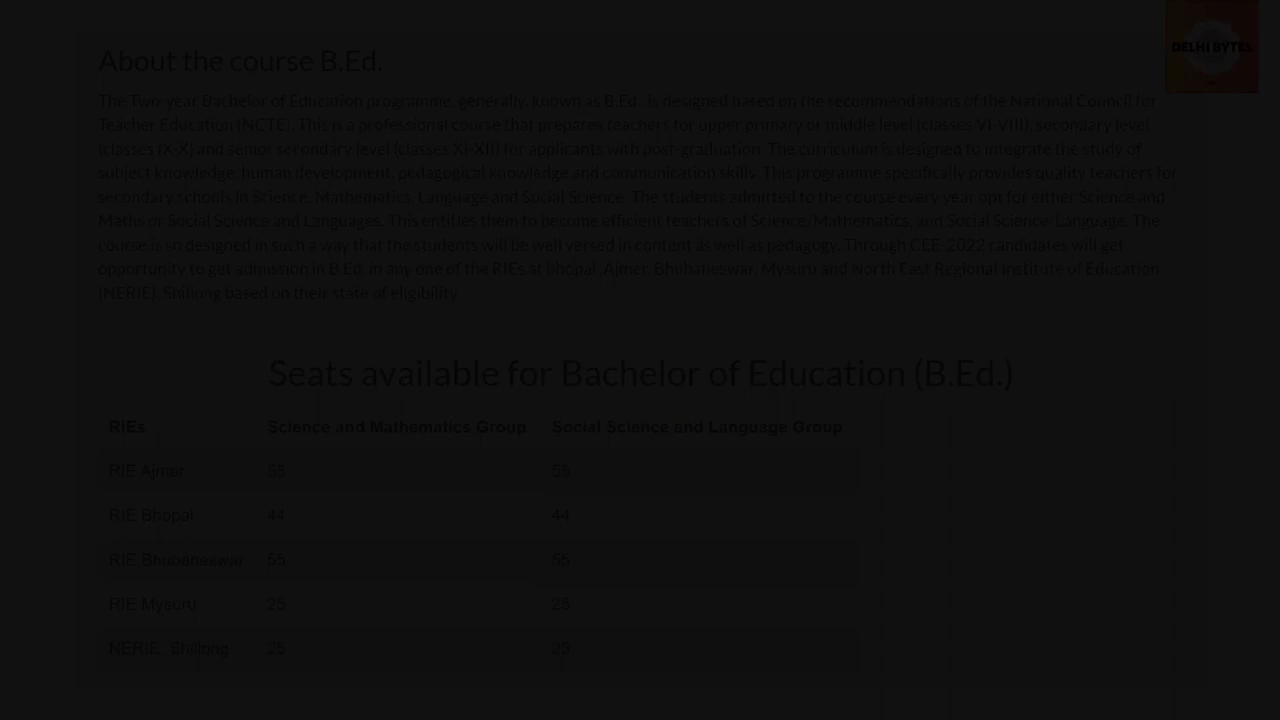 DELHI BYTES
About the course B.Ed.
The Two-year Bachelor of Education programme, generally, known as B.Ed., is designed based on the recommendations of the National Council for
Teacher Education (NCTE). This is a professional course that prepares teachers for upper primary or middle level (classes VI-VIII), secondary level
(classes IX-X) and senior secondary level (classes XI-XII) for applicants with post-graduation. The curriculum is designed to integrate the study of
subject knowledge, human development, pedagogical knowledge and communication skills. This programme specifically provides quality teachers for
secondary schools in Science, Mathematics, Language and Social Science. The students admitted to the course every year opt for either Science and
Maths or Social Science and Languages. This entitles them to become efficient teachers of Science/Mathematics, and Social Science/Language. The
course is so designed in such a way that the students will be well versed in content as well as pedagogy. Through CEE-2022 candidates will get
opportunity to get admission in B.Ed. in any one of the RIEs at Bhopal, Ajmer, Bhubaneswar, Mysuru and North East Regional Institute of Education
(NERIE), Shillong based on their state of eligibility.
Seats available for Bachelor of Education (B.Ed.)
RIEs Science and Mathematics Group Social Science and Language Group
RIE Ajmer 55 55
RIE Bhopal 44 44
RIE Bhubaneswar 55 55
RIE Mysuru 25 25
NERIE, Shillong 25 25